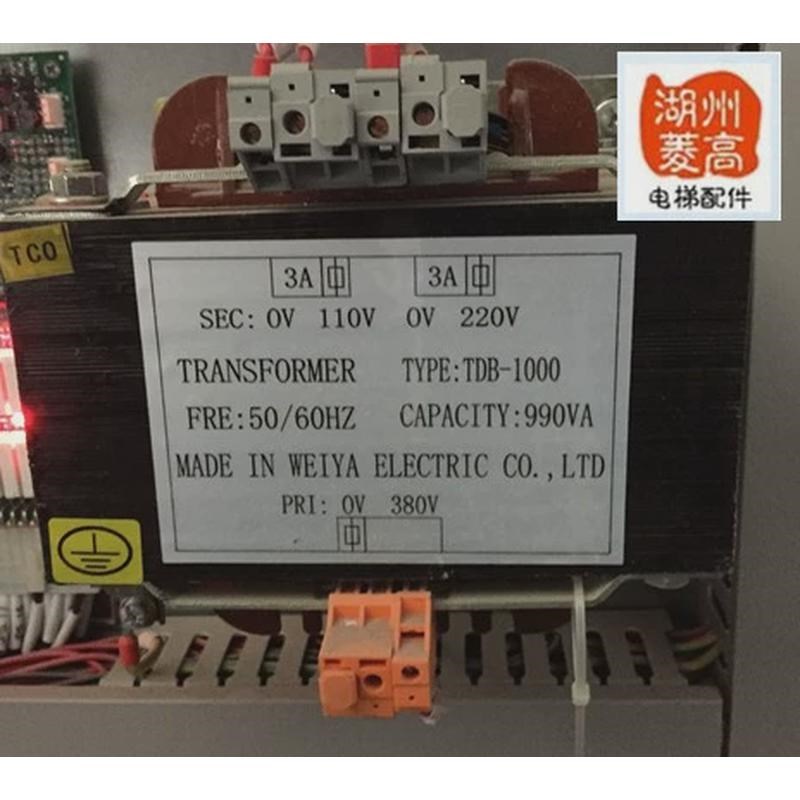 湖州
菱高
电梯配件
TCO
3A 3A
SEC: 0V 110V 0V 220V
TRANSFORMER TYPE:TDB-1000
FRE:50/60HZ CAPACITY:990VA
MADE IN WEIYA ELECTRIC CO.,LTD
PRI: 0V 380V